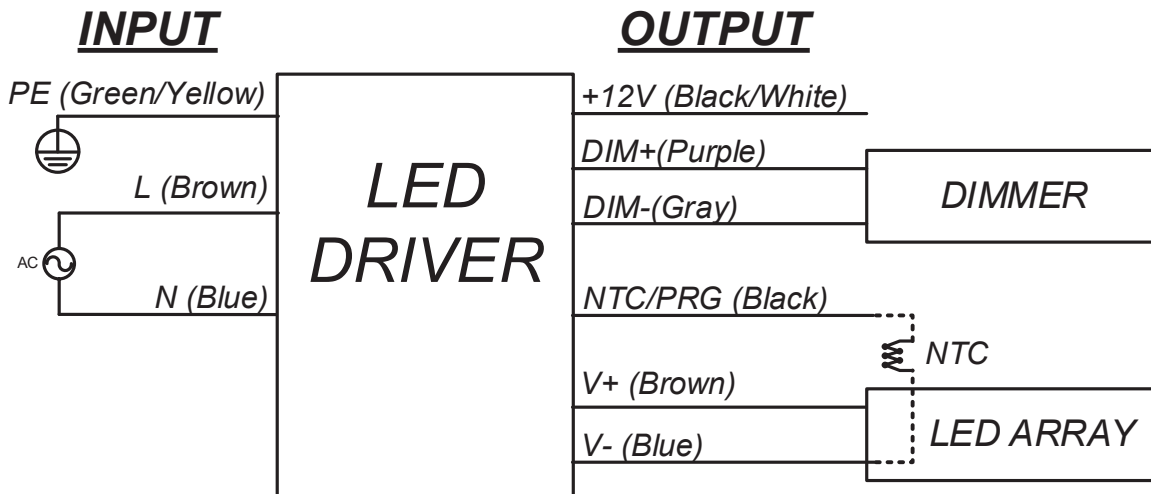 INPUT
OUTPUT
PE (Green/Yellow)
L (Brown)
AC
N (Blue)
LED
DRIVER
+12V (Black/White)
DIM+(Purple)
DIM-(Gray)
DIMMER
NTC/PRG (Black)
NTC
V+ (Brown)
V- (Blue)
LED ARRAY